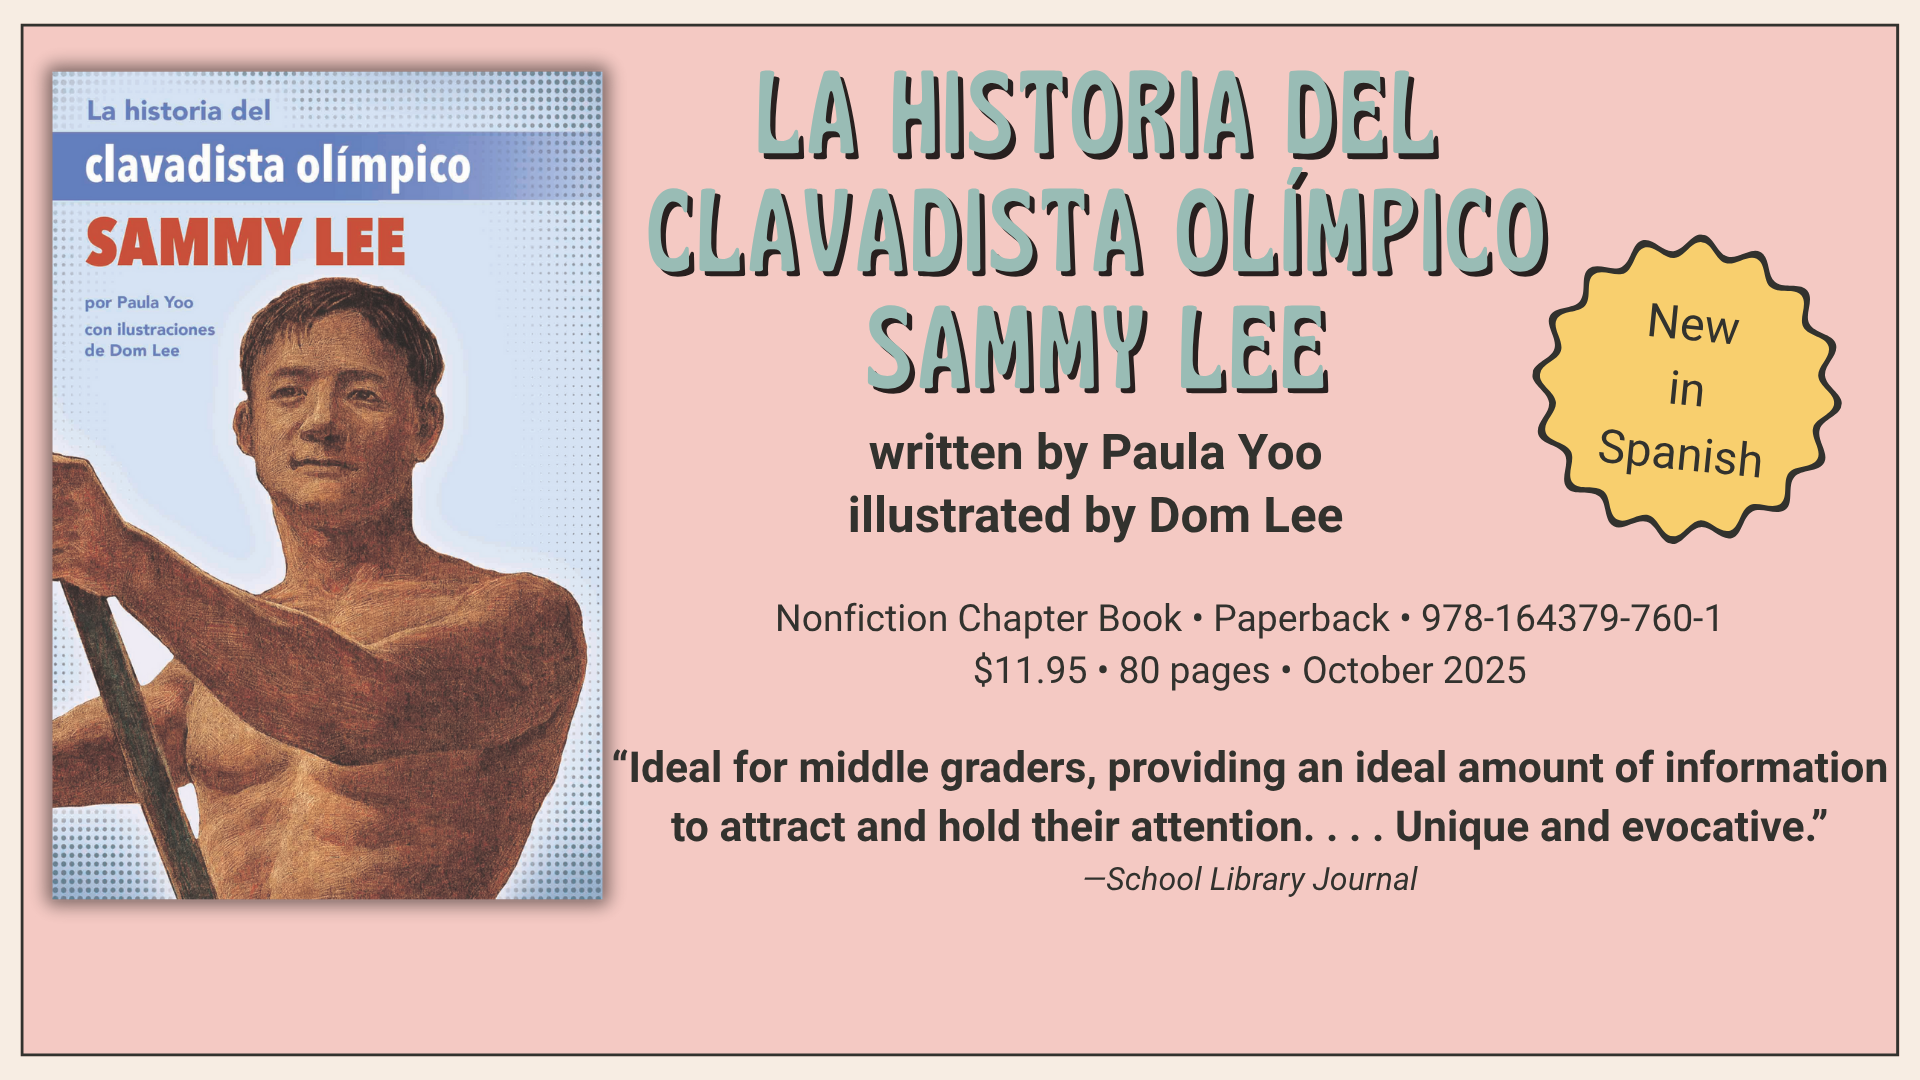 La historia del
clavadista olímpico
SAMMY LEE
por Paula Yoo
con ilustraciones
de Dom Lee
LA HISTORIA DEL
CLAVADISTA OLÍMPICO
SAMMY LEE
written by Paula Yoo
illustrated by Dom Lee
New
in
Spanish
Nonfiction Chapter Book • Paperback • 978-164379-760-1
$11.95 • 80 pages • October 2025
“Ideal for middle graders, providing an ideal amount of information
to attract and hold their attention. . . . Unique and evocative.”
—School Library Journal